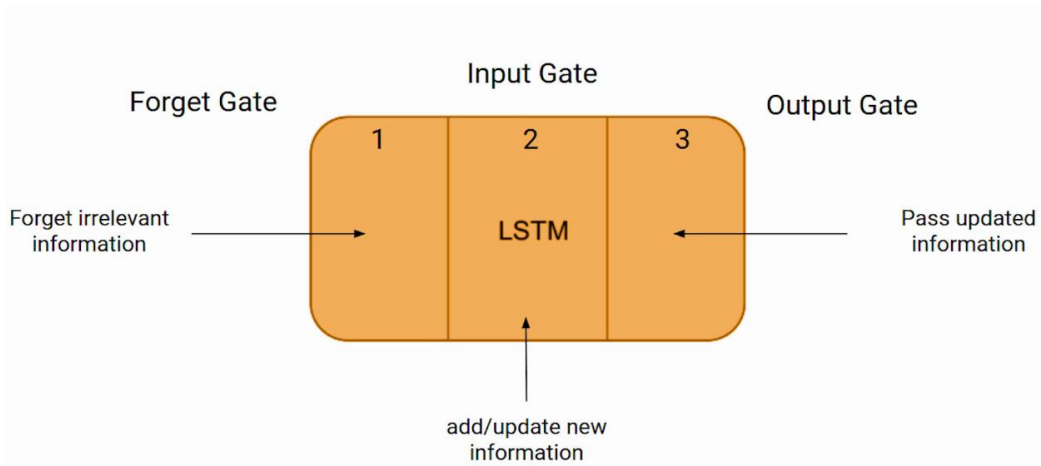 Input Gate
Forget Gate
Output Gate
1
2
3
Forget irrelevant
information
LSTM
Pass updated
information
add/update new
information